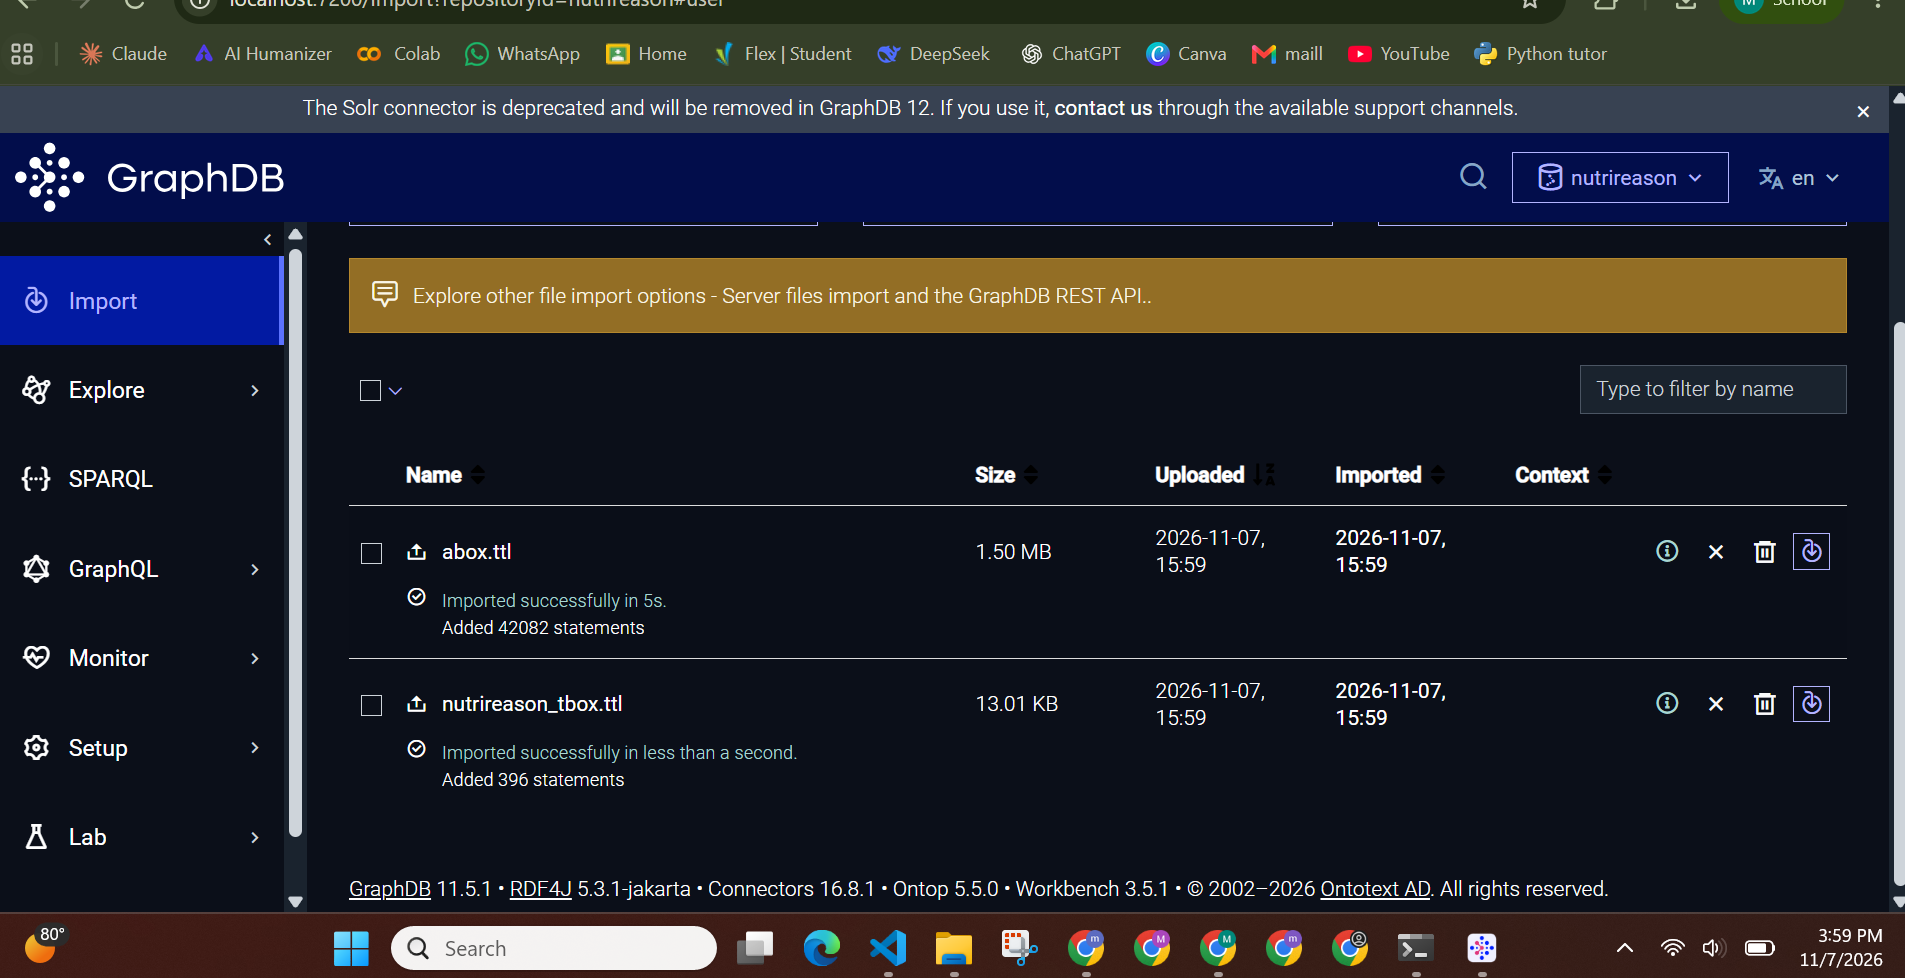 localhost:7200/import?repositoryId=nutrireason#user
M School
Claude AI Humanizer Colab WhatsApp Home Flex | Student DeepSeek ChatGPT Canva maill YouTube Python tutor
The Solr connector is deprecated and will be removed in GraphDB 12. If you use it, contact us through the available support channels.
GraphDB
nutrireason
en
Import
Explore
SPARQL
GraphQL
Monitor
Setup
Lab
Explore other file import options - Server files import and the GraphDB REST API..
Type to filter by name
Name Size Uploaded Imported Context
abox.ttl 1.50 MB 2026-11-07, 15:59 2026-11-07, 15:59
Imported successfully in 5s.
Added 42082 statements
nutrireason_tbox.ttl 13.01 KB 2026-11-07, 15:59 2026-11-07, 15:59
Imported successfully in less than a second.
Added 396 statements
GraphDB 11.5.1 • RDF4J 5.3.1-jakarta • Connectors 16.8.1 • Ontop 5.5.0 • Workbench 3.5.1 • © 2002–2026 Ontotext AD. All rights reserved.
80°
Search
3:59 PM
11/7/2026